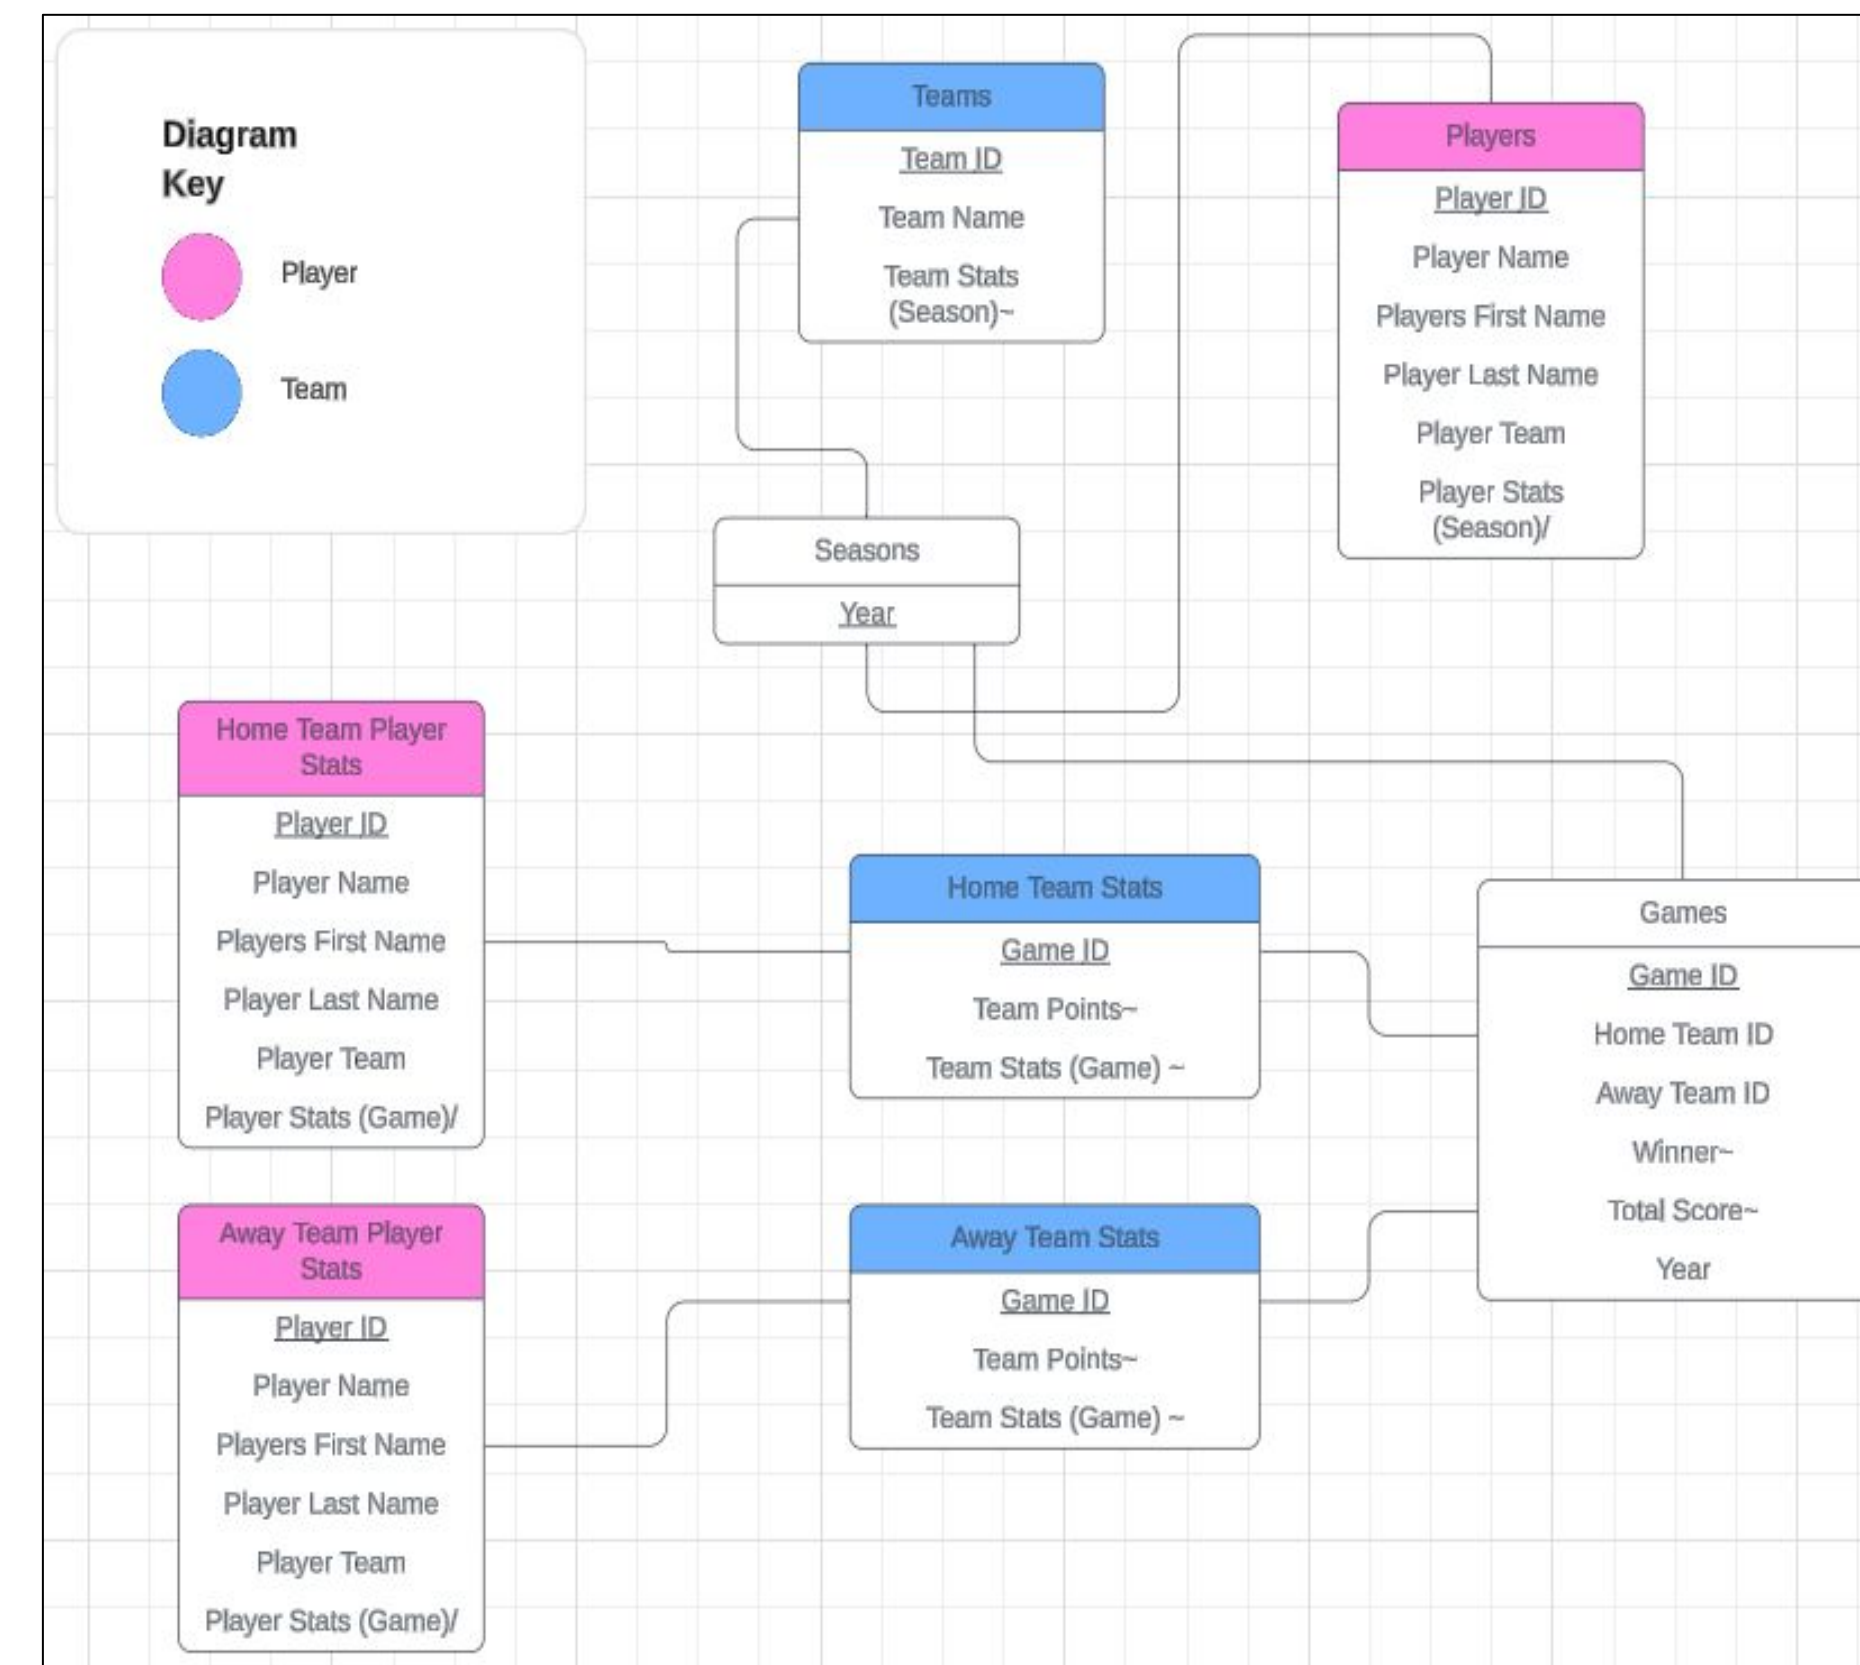 Diagram
Key
Player
Team
Teams
Team ID
Team Name
Team Stats
(Season)~
Players
Player ID
Player Name
Players First Name
Player Last Name
Player Team
Player Stats
(Season)/
Seasons
Year
Home Team Player
Stats
Player ID
Player Name
Players First Name
Player Last Name
Player Team
Player Stats (Game)/
Home Team Stats
Game ID
Team Points~
Team Stats (Game) ~
Games
Game ID
Home Team ID
Away Team ID
Winner~
Total Score~
Year
Away Team Player
Stats
Player ID
Player Name
Players First Name
Player Last Name
Player Team
Player Stats (Game)/
Away Team Stats
Game ID
Team Points~
Team Stats (Game) ~